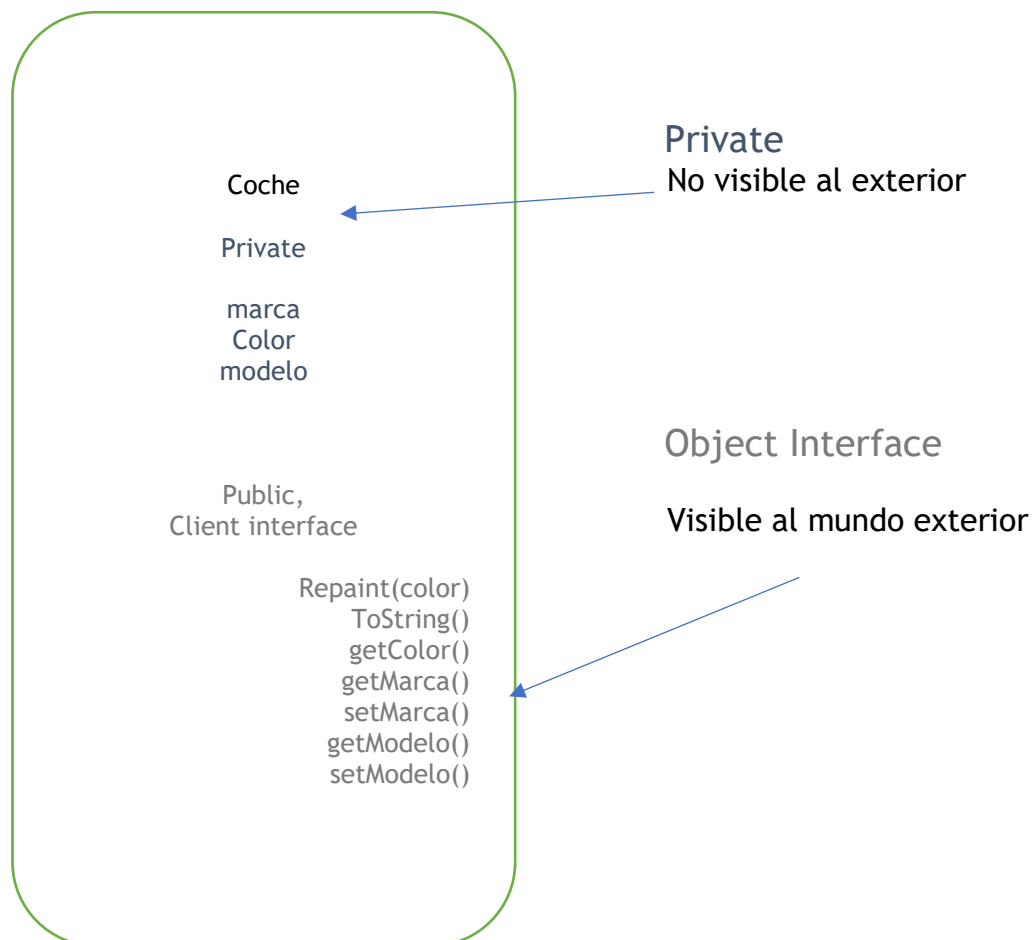 Coche
Private
marca
Color
modelo
Public,
Client interface
Repaint(color)
ToString()
getColor()
getMarca()
setMarca()
getModelo()
setModelo()
Private
No visible al exterior
Object Interface
Visible al mundo exterior